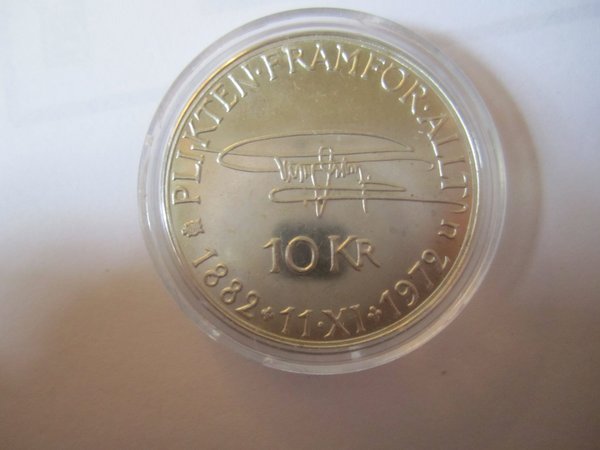 PLIKTEN·FRAMFÖR·ALLT
10 KR
1882 * 11·XI * 1972 U